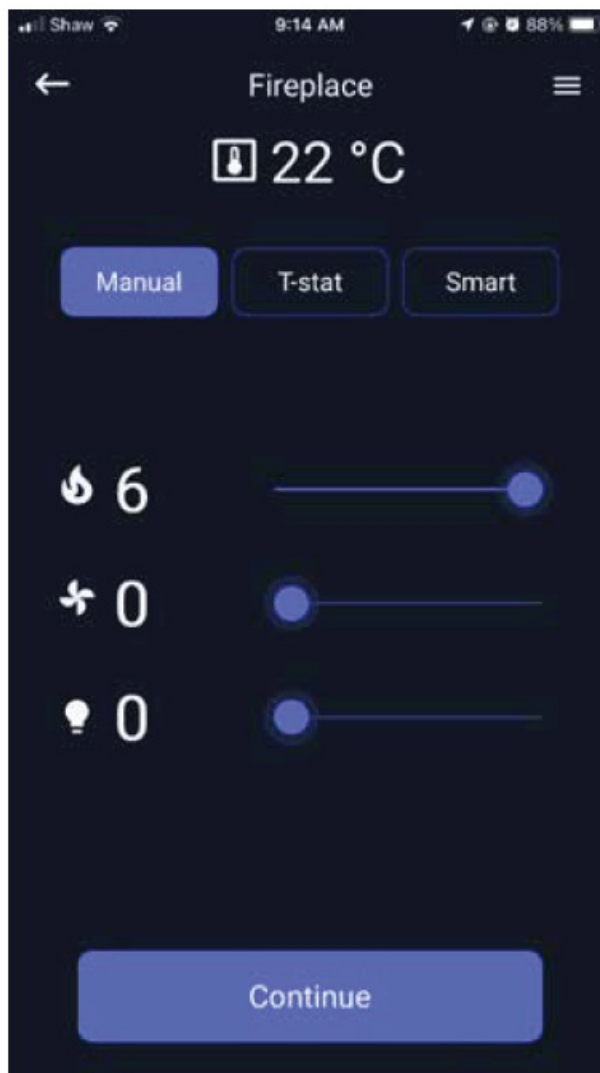 Shaw 9:14 AM 88%
Fireplace
22 °C
Manual T-stat Smart
6
0
0
Continue